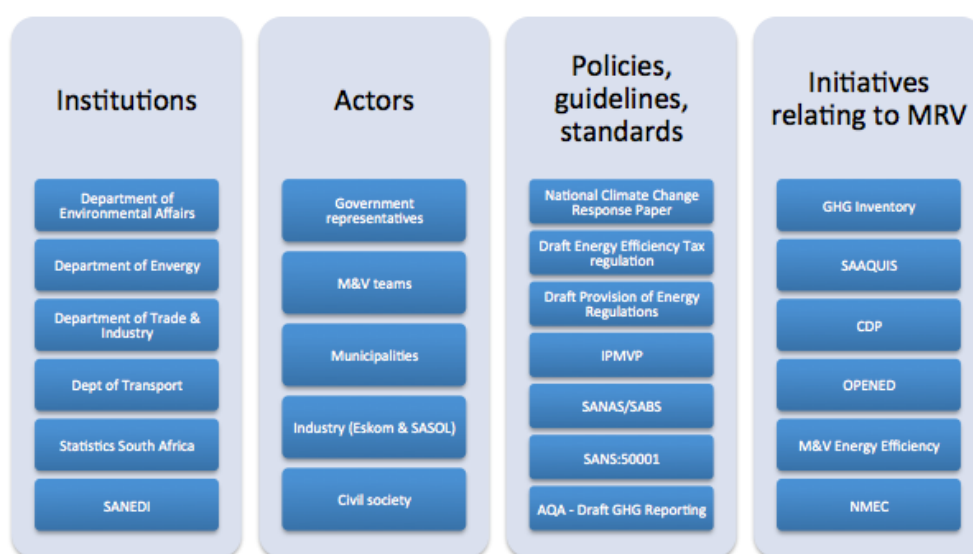 Institutions
Department of
Environmental Affairs
Department of Envergy
Department of Trade &
Industry
Dept of Transport
Statistics South Africa
SANEDI
Actors
Government
representatives
M&V teams
Municipalities
Industry (Eskom & SASOL)
Civil society
Policies,
guidelines,
standards
National Climate Change
Response Paper
Draft Energy Efficiency Tax
regulation
Draft Provision of Energy
Regulations
IPMVP
SANAS/SABS
SANS:50001
AQA - Draft GHG Reporting
Initiatives
relating to MRV
GHG Inventory
SAAQUIS
CDP
OPENED
M&V Energy Efficiency
NMEC